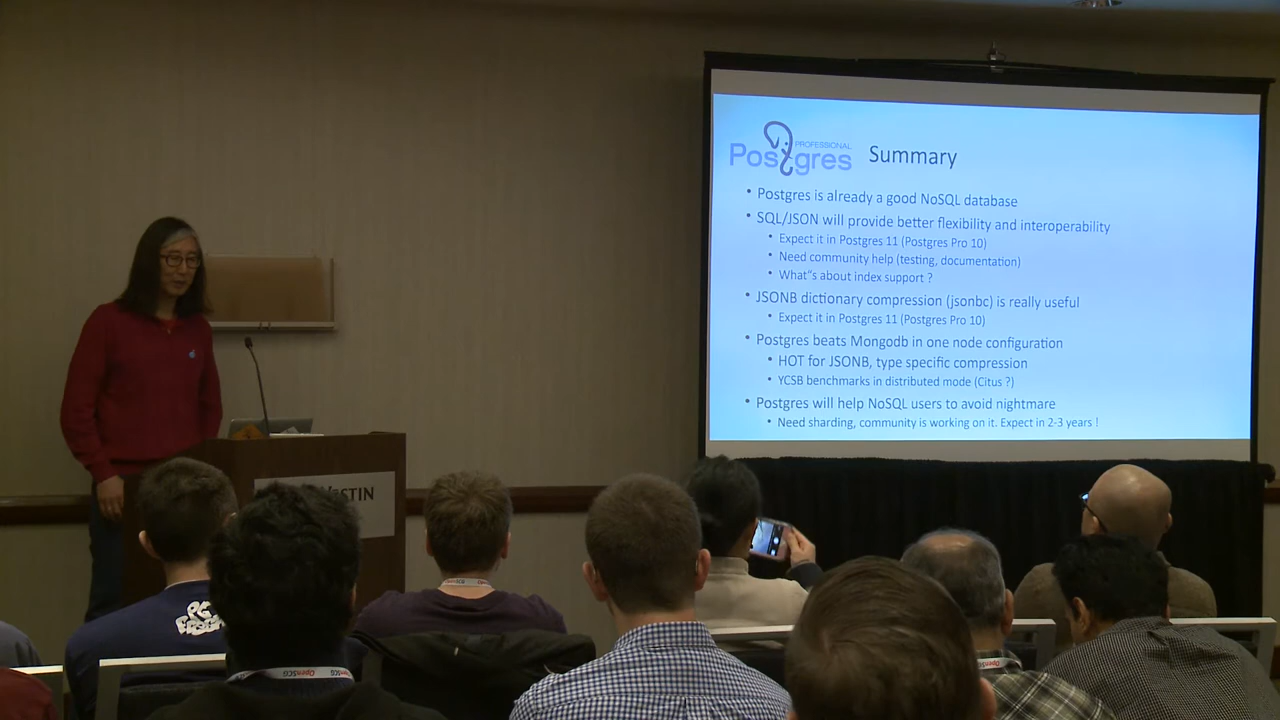 PROFESSIONAL
Postgres
Summary
• Postgres is already a good NoSQL database
• SQL/JSON will provide better flexibility and interoperability
• Expect it in Postgres 11 (Postgres Pro 10)
• Need community help (testing, documentation)
• What"s about index support ?
• JSONB dictionary compression (jsonbc) is really useful
• Expect it in Postgres 11 (Postgres Pro 10)
• Postgres beats Mongodb in one node configuration
• HOT for JSONB, type specific compression
• YCSB benchmarks in distributed mode (Citus ?)
• Postgres will help NoSQL users to avoid nightmare
• Need sharding, community is working on it. Expect in 2-3 years !
OpenSCG
OpenSCG